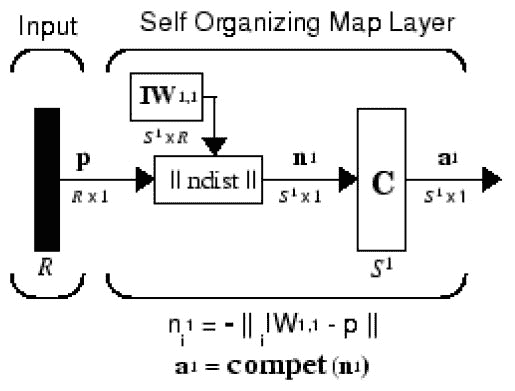 Input
Self Organizing Map Layer
IW1,1
S1 x R
p
R x 1
|| ndist ||
n1
S1 x 1
C
a1
S1 x 1
R
S1
ni1 = - || iIW1,1 - p ||
a1 = compet (n1)